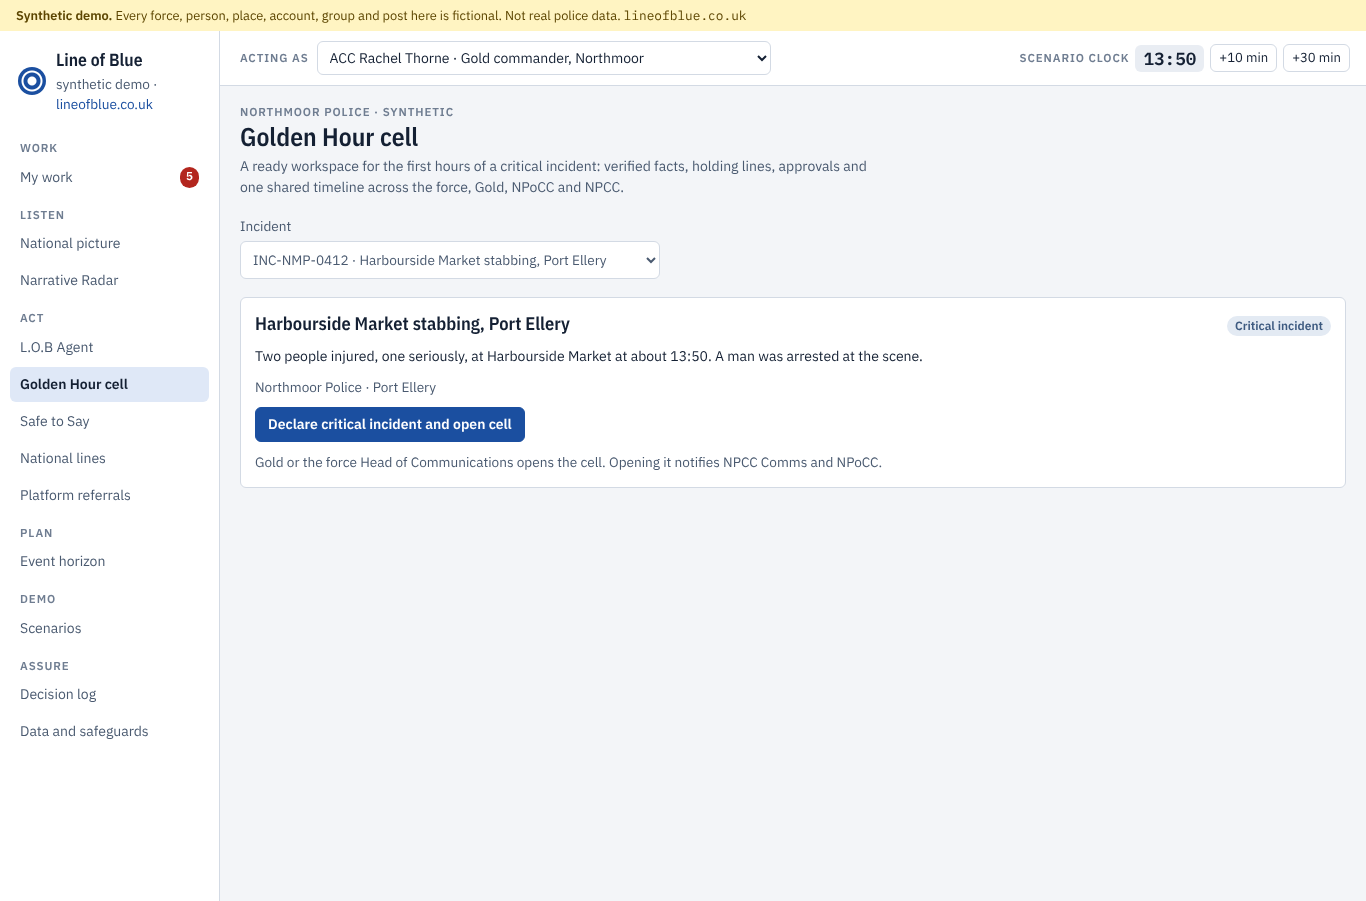 Synthetic demo. Every force, person, place, account, group and post here is fictional. Not real police data. lineofblue.co.uk
Line of Blue
synthetic demo ·
lineofblue.co.uk
WORK
My work
5
LISTEN
National picture
Narrative Radar
ACT
L.O.B Agent
Golden Hour cell
Safe to Say
National lines
Platform referrals
PLAN
Event horizon
DEMO
Scenarios
ASSURE
Decision log
Data and safeguards
ACTING AS
ACC Rachel Thorne · Gold commander, Northmoor
SCENARIO CLOCK
13:50
+10 min
+30 min
NORTHMOOR POLICE · SYNTHETIC
Golden Hour cell
A ready workspace for the first hours of a critical incident: verified facts, holding lines, approvals and
one shared timeline across the force, Gold, NPoCC and NPCC.
Incident
INC-NMP-0412 · Harbourside Market stabbing, Port Ellery
Harbourside Market stabbing, Port Ellery
Critical incident
Two people injured, one seriously, at Harbourside Market at about 13:50. A man was arrested at the scene.
Northmoor Police · Port Ellery
Declare critical incident and open cell
Gold or the force Head of Communications opens the cell. Opening it notifies NPCC Comms and NPoCC.